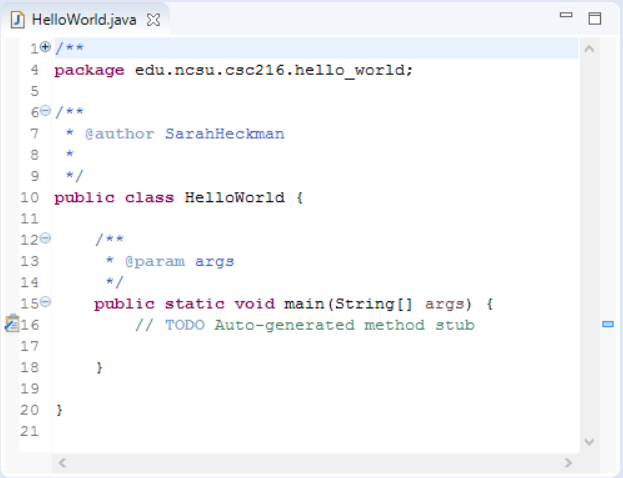 HelloWorld.java
1 /**
4 package edu.ncsu.csc216.hello_world;
5
6 /**
7  * @author SarahHeckman
8  *
9  */
10 public class HelloWorld {
11
12     /**
13      * @param args
14      */
15     public static void main(String[] args) {
16         // TODO Auto-generated method stub
17
18     }
19
20 }
21